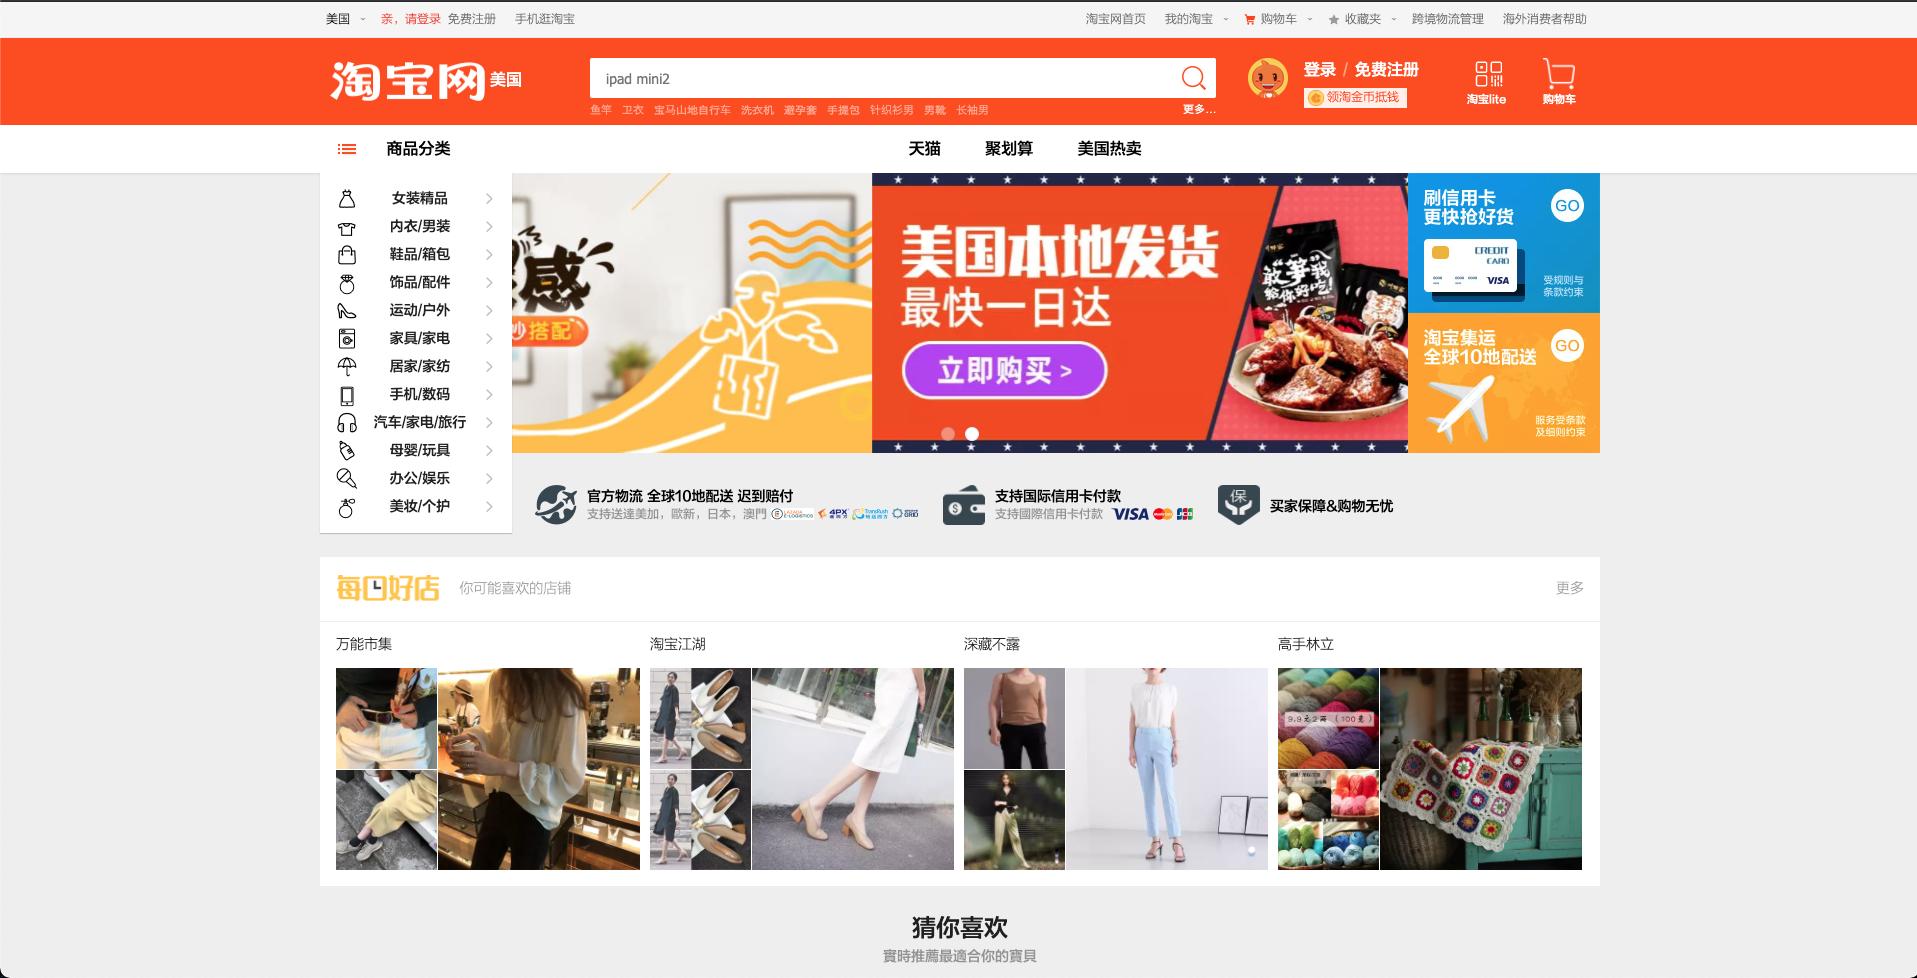 美国 亲，请登录 免费注册 手机逛淘宝 淘宝网首页 我的淘宝 购物车 收藏夹 跨境物流管理 海外消费者帮助
淘宝网 美国
ipad mini2
鱼竿 卫衣 宝马山地自行车 洗衣机 避孕套 手提包 针织衫男 男靴 长袖男 更多...
登录 / 免费注册
领淘金币抵钱
淘宝lite
购物车
商品分类 天猫 聚划算 美国热卖
女装精品
内衣/男装
鞋品/箱包
饰品/配件
运动/户外
家具/家电
居家/家纺
手机/数码
汽车/家电/旅行
母婴/玩具
办公/娱乐
美妆/个护
感
搭配
美国本地发货
最快一日达
立即购买 >
敢笋我
给你好吃!
刷信用卡
更快抢好货
GO
CREDIT
CARD
VISA
受规则与
条款约束
淘宝集运
全球10地配送
GO
服务受条款
及细则约束
官方物流 全球10地配送 迟到赔付
支持送達美加，歐新，日本，澳門 LAZADA E-LOGISTICS 4PX TransRush
支持国际信用卡付款
支持國際信用卡付款 VISA JCB
保
买家保障&购物无忧
每日好店 你可能喜欢的店铺 更多
万能市集
淘宝江湖
深藏不露
高手林立
猜你喜欢
實時推薦最適合你的寶貝